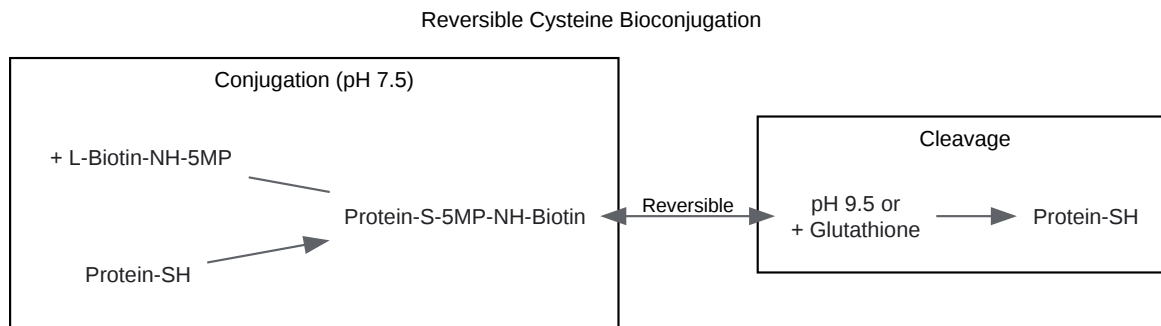 Reversible Cysteine Bioconjugation
Conjugation (pH 7.5)
+ L-Biotin-NH-5MP
Protein-SH
Protein-S-5MP-NH-Biotin
Reversible
Cleavage
pH 9.5 or
+ Glutathione
Protein-SH